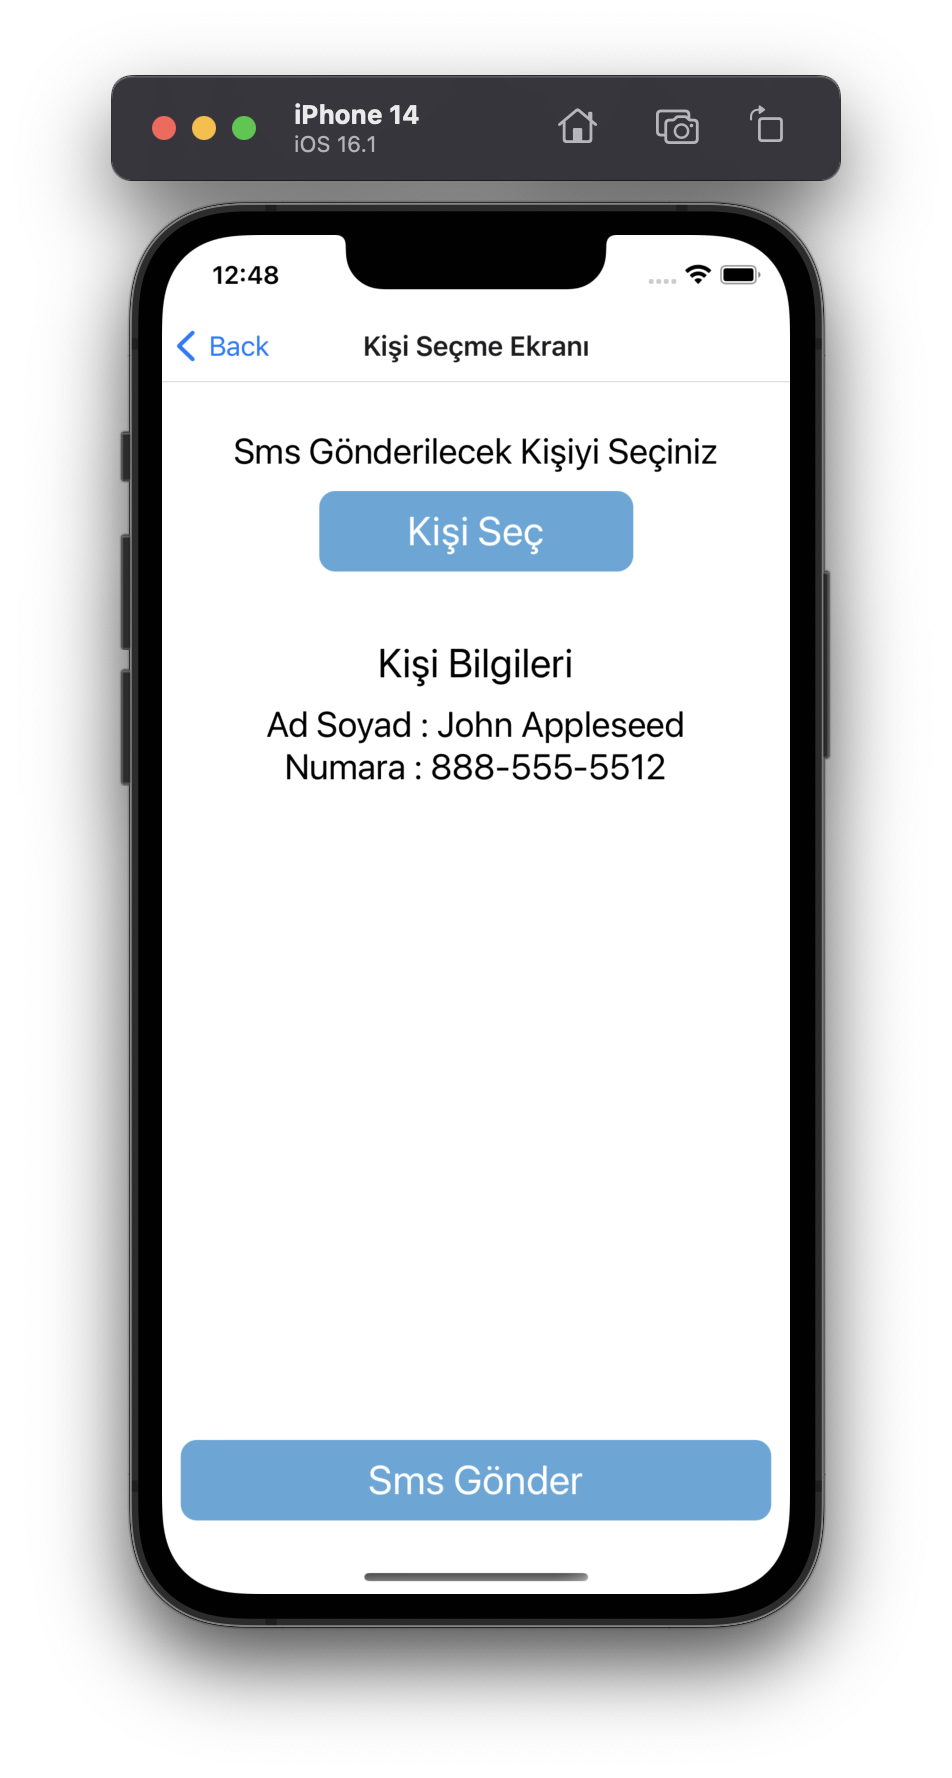 iPhone 14
iOS 16.1
12:48
Back
Kişi Seçme Ekranı
Sms Gönderilecek Kişiyi Seçiniz
Kişi Seç
Kişi Bilgileri
Ad Soyad : John Appleseed
Numara : 888-555-5512
Sms Gönder